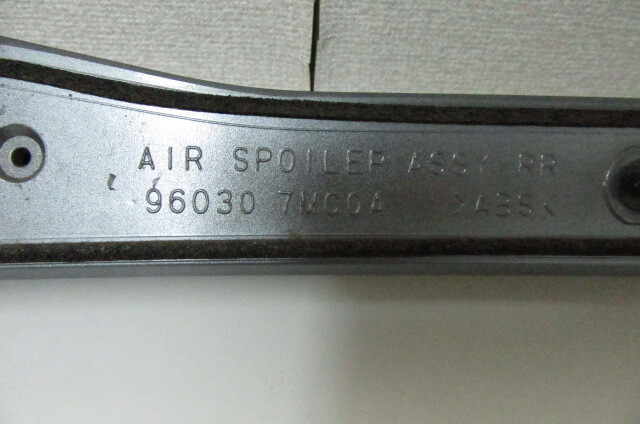 AIR SPOILER ASSY-RR
96030 7MC0A >ABS<